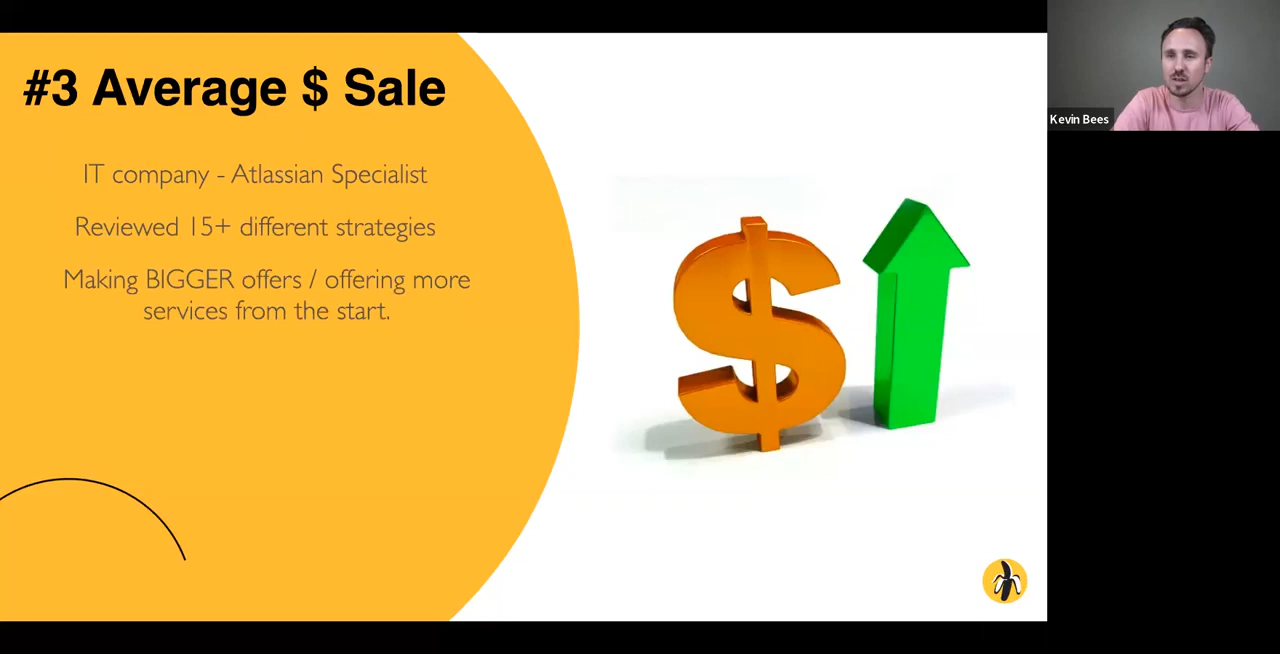 #3 Average $ Sale
IT company - Atlassian Specialist
Reviewed 15+ different strategies
Making BIGGER offers / offering more
services from the start.
Kevin Bees